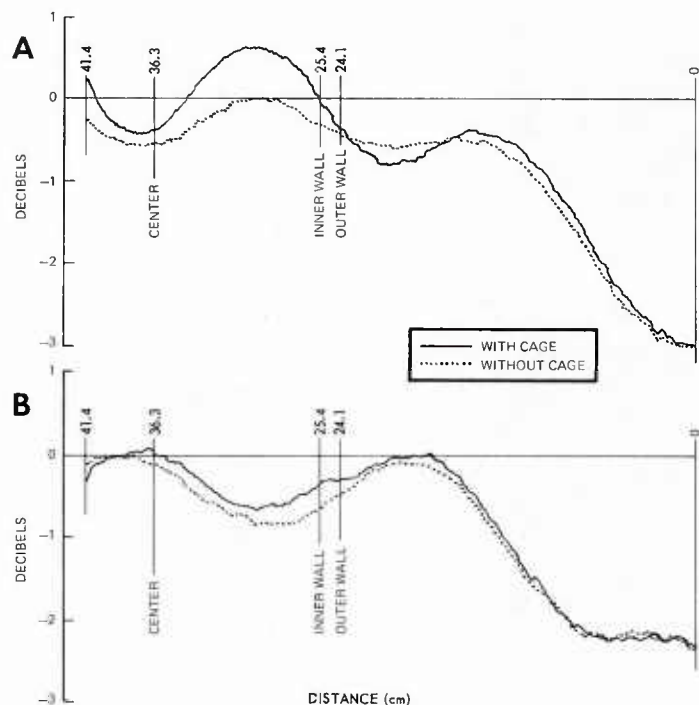 A
1
0
-1
-2
-3
DECIBELS
41.4
36.3
25.4
24.1
0
CENTER
INNER WALL
OUTER WALL
WITH CAGE
WITHOUT CAGE
B
0
-1
-2
-3
DECIBELS
41.4
36.3
25.4
24.1
0
CENTER
INNER WALL
OUTER WALL
DISTANCE (cm)